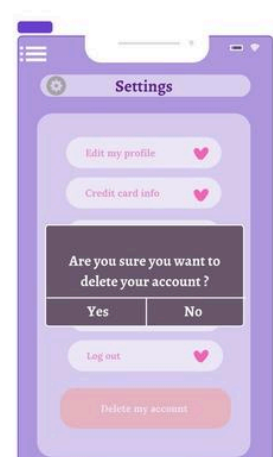 Settings
Edit my profile
Credit card info
Are you sure you want to
delete your account ?
Yes
No
Log out
Delete my account